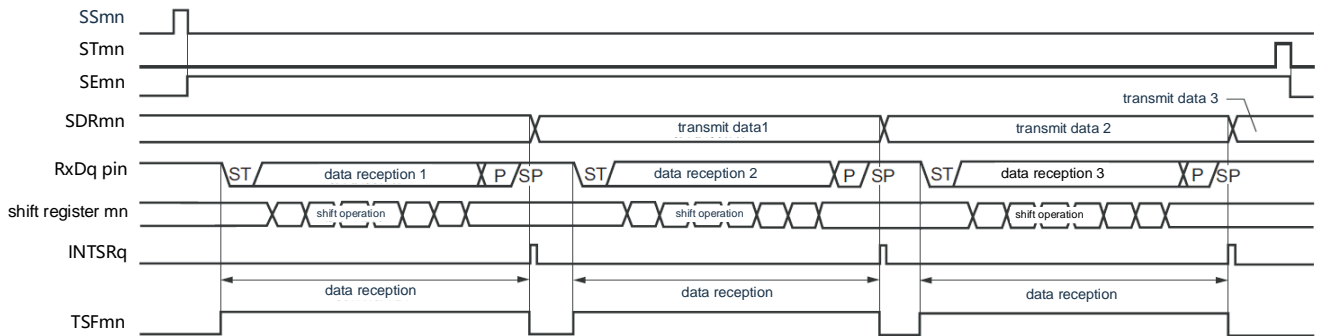 SSmn
STmn
SEmn
transmit data 3
SDRmn transmit data1 transmit data 2
RxDq pin ST data reception 1 P SP ST data reception 2 P SP ST data reception 3 P SP
shift register mn shift operation shift operation shift operation
INTSRq
data reception data reception data reception
TSFmn